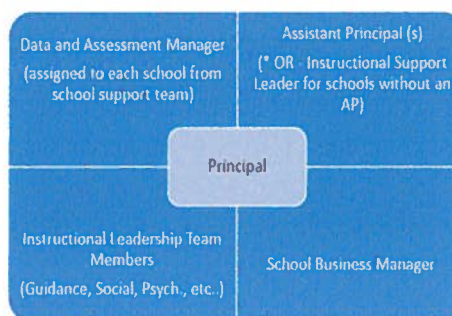 Data and Assessment Manager
(assigned to each school from
school support team)
Assistant Principal (s)
(* OR - Instructional Support
Leader for schools without an
AP)
Principal
Instructional Leadership Team
Members
(Guidance, Social, Psych., etc..)
School Business Manager